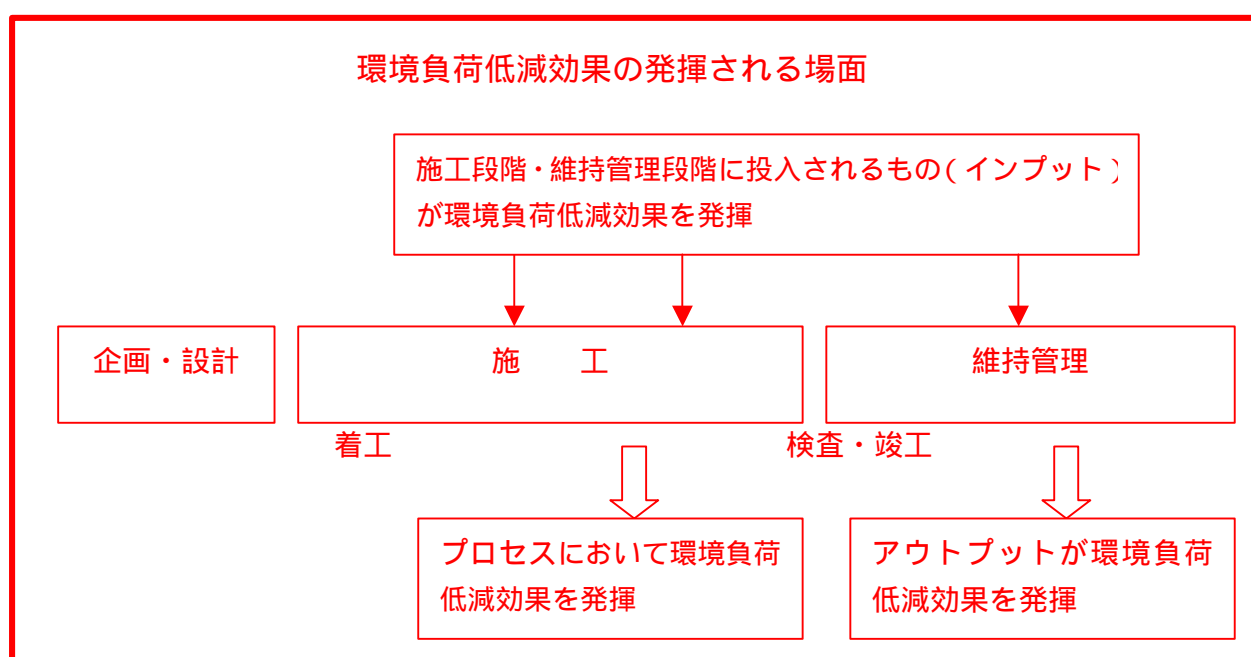 環境負荷低減効果の発揮される場面
施工段階・維持管理段階に投入されるもの(インプット)
が環境負荷低減効果を発揮
企画・設計
施　　工
維持管理
着工
検査・竣工
プロセスにおいて環境負荷
低減効果を発揮
アウトプットが環境負荷
低減効果を発揮